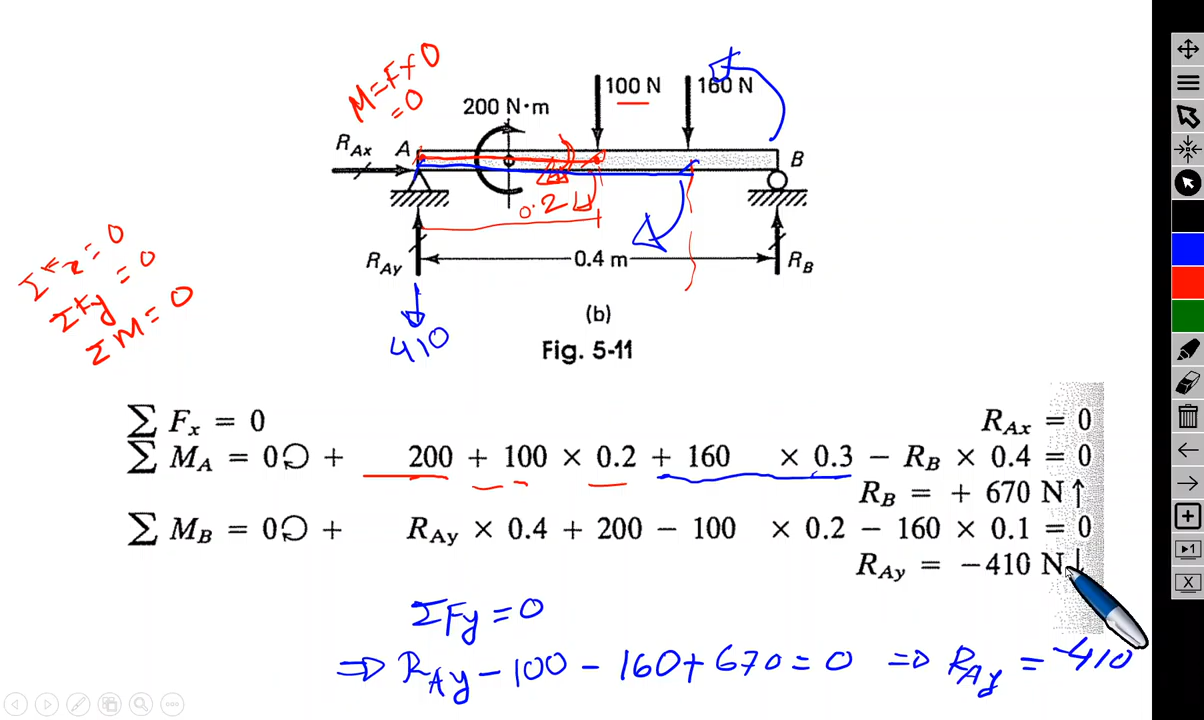 M=F×0
=0
100 N
160 N
200 N·m
R_Ax A
B
0.2 M
ΣFx=0
ΣFy=0
ΣM=0
R_Ay
0.4 m
R_B
410
(b)
Fig. 5-11
∑ Fx = 0 R_Ax = 0
∑ M_A = 0↻ + 200 + 100 × 0.2 + 160 × 0.3 − R_B × 0.4 = 0
R_B = + 670 N↑
∑ M_B = 0↻ + R_Ay × 0.4 + 200 − 100 × 0.2 − 160 × 0.1 = 0
R_Ay = −410 N↓
ΣFy=0
⇒ R_Ay − 100 − 160 + 670 = 0 ⇒ R_Ay = −410